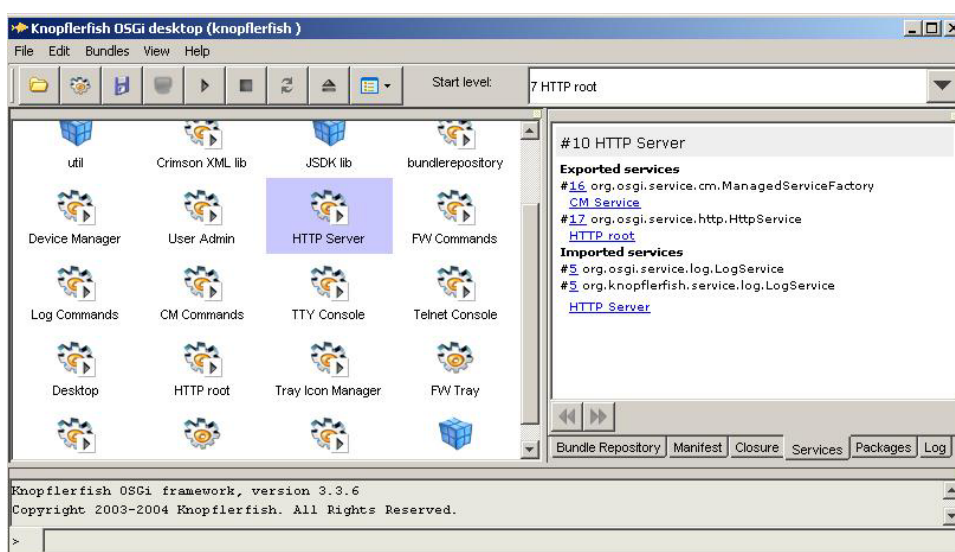 Knopflerfish OSGi desktop (knopflerfish )
File Edit Bundles View Help
Start level:
7 HTTP root
util
Crimson XML lib
JSDK lib
bundlerepository
Device Manager
User Admin
HTTP Server
FW Commands
Log Commands
CM Commands
TTY Console
Telnet Console
Desktop
HTTP root
Tray Icon Manager
FW Tray
#10 HTTP Server
Exported services
#16 org.osgi.service.cm.ManagedServiceFactory
CM Service
#17 org.osgi.service.http.HttpService
HTTP root
Imported services
#5 org.osgi.service.log.LogService
#5 org.knopflerfish.service.log.LogService
HTTP Server
Bundle Repository Manifest Closure Services Packages Log
Knopflerfish OSGi framework, version 3.3.6
Copyright 2003-2004 Knopflerfish. All Rights Reserved.
>